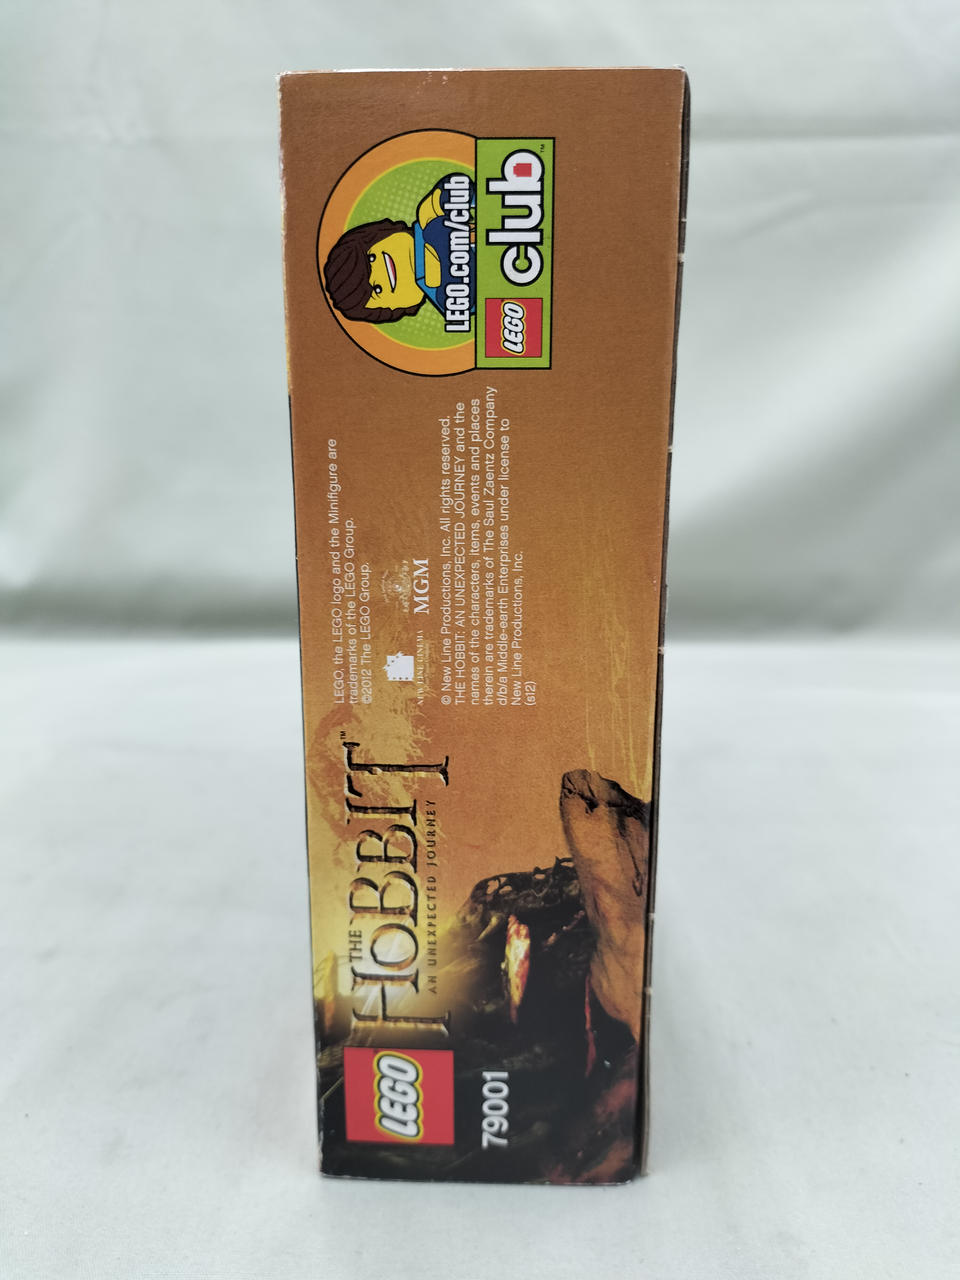 LEGO
THE
HOBBIT™
AN UNEXPECTED JOURNEY
79001
LEGO, the LEGO logo and the Minifigure are
trademarks of the LEGO Group.
©2012 The LEGO Group.
NEW LINE CINEMA
MGM
© New Line Productions, Inc. All rights reserved.
THE HOBBIT: AN UNEXPECTED JOURNEY and the
names of the characters, items, events and places
therein are trademarks of The Saul Zaentz Company
d/b/a Middle-earth Enterprises under license to
New Line Productions, Inc.
(s12)
LEGO.com/club
LEGO club™